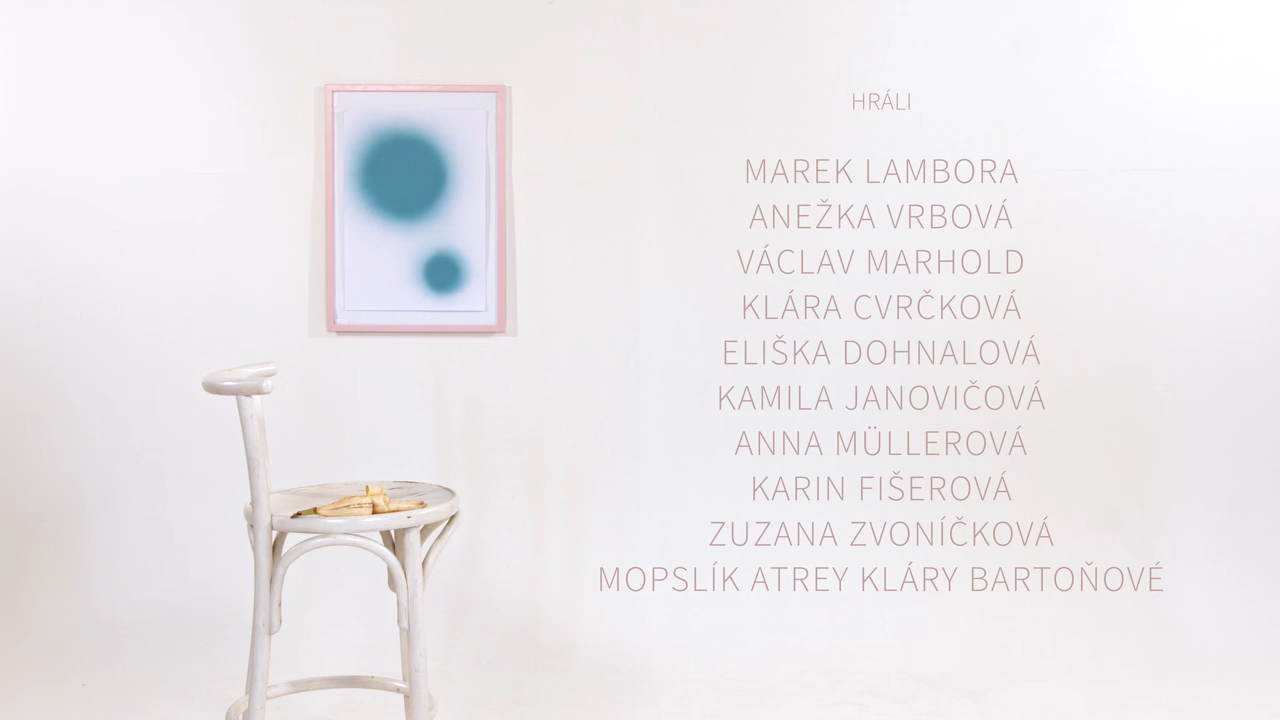 HRÁLI
MAREK LAMBORA
ANEŽKA VRBOVÁ
VÁCLAV MARHOLD
KLÁRA CVRČKOVÁ
ELIŠKA DOHNALOVÁ
KAMILA JANOVIČOVÁ
ANNA MÜLLEROVÁ
KARIN FIŠEROVÁ
ZUZANA ZVONÍČKOVÁ
MOPSLÍK ATREY KLÁRY BARTOŇOVÉ